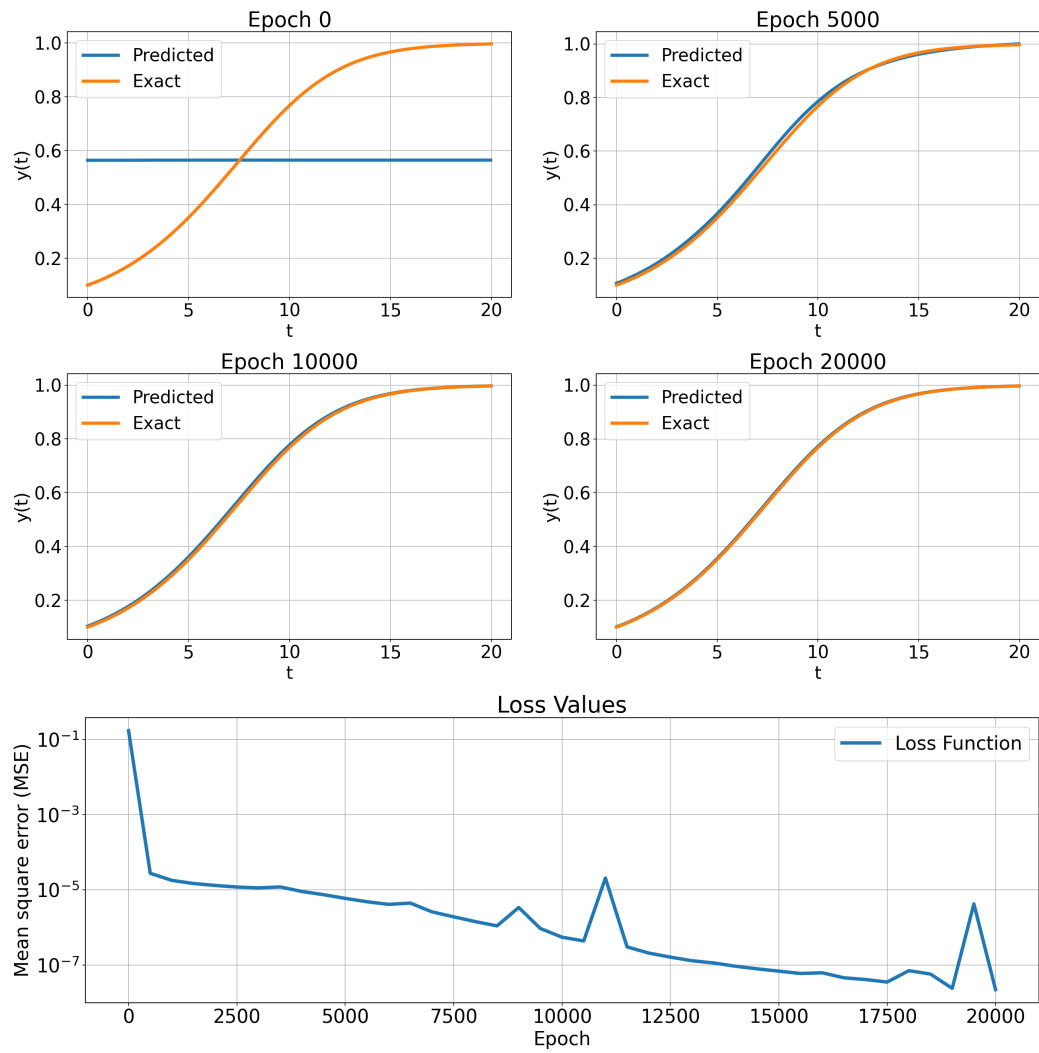 Epoch 0
1.0
0.8
0.6
0.4
0.2
y(t)
0 5 10 15 20
t
Predicted
Exact
Epoch 5000
1.0
0.8
0.6
0.4
0.2
y(t)
0 5 10 15 20
t
Predicted
Exact
Epoch 10000
1.0
0.8
0.6
0.4
0.2
y(t)
0 5 10 15 20
t
Predicted
Exact
Epoch 20000
1.0
0.8
0.6
0.4
0.2
y(t)
0 5 10 15 20
t
Predicted
Exact
Loss Values
Mean square error (MSE)
10⁻¹
10⁻³
10⁻⁵
10⁻⁷
Loss Function
0 2500 5000 7500 10000 12500 15000 17500 20000
Epoch